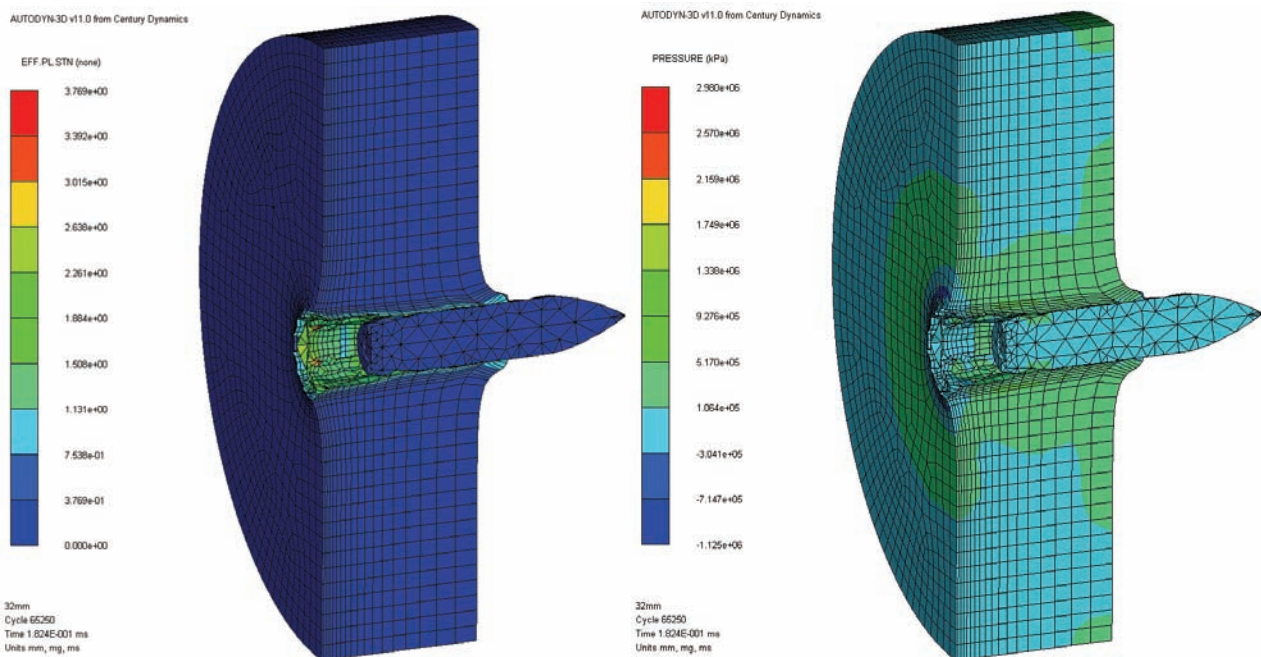 AUTODYN-3D v11.0 from Century Dynamics
EFF.PL.STN (none)
3.769e+00
3.392e+00
3.015e+00
2.638e+00
2.261e+00
1.884e+00
1.508e+00
1.131e+00
7.538e-01
3.769e-01
0.000e+00
32mm
Cycle 65250
Time 1.824E-001 ms
Units mm, mg, ms
AUTODYN-3D v11.0 from Century Dynamics
PRESSURE (kPa)
2.980e+06
2.570e+06
2.159e+06
1.749e+06
1.338e+06
9.276e+05
5.170e+05
1.064e+05
-3.041e+05
-7.147e+05
-1.125e+06
32mm
Cycle 65250
Time 1.824E-001 ms
Units mm, mg, ms